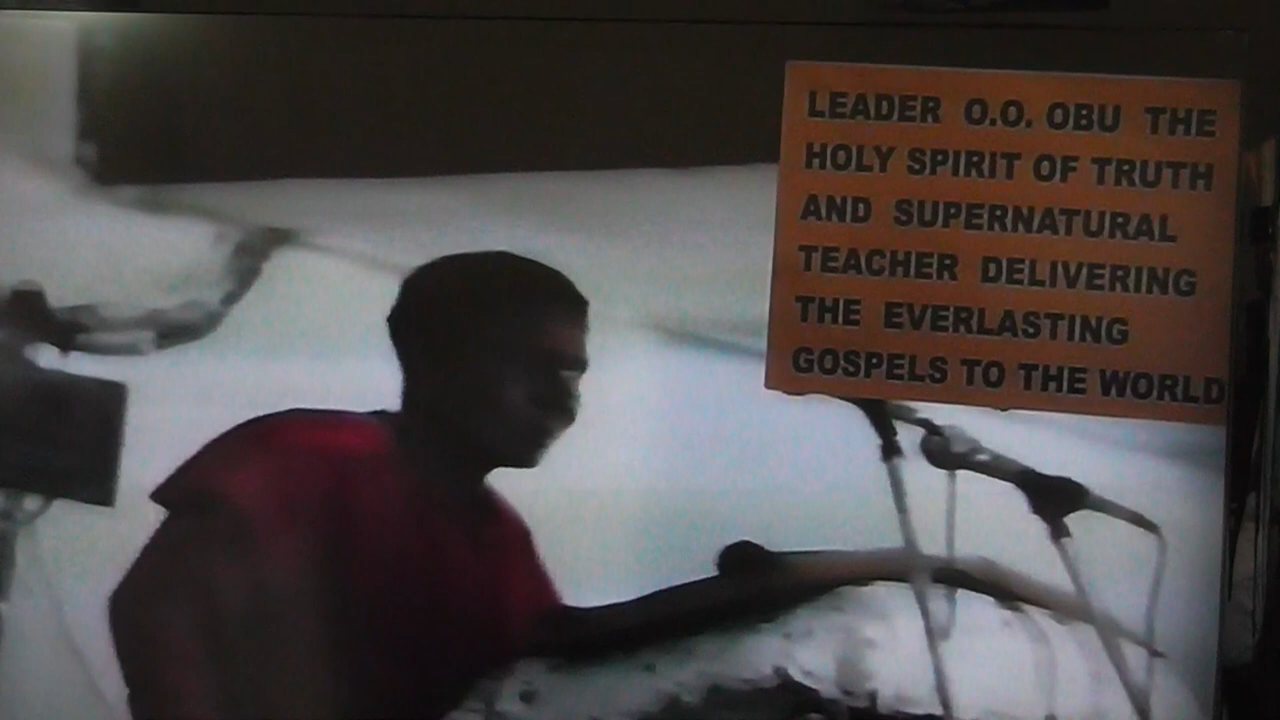 LEADER O.O. OBU THE
HOLY SPIRIT OF TRUTH
AND SUPERNATURAL
TEACHER DELIVERING
THE EVERLASTING
GOSPELS TO THE WORLD